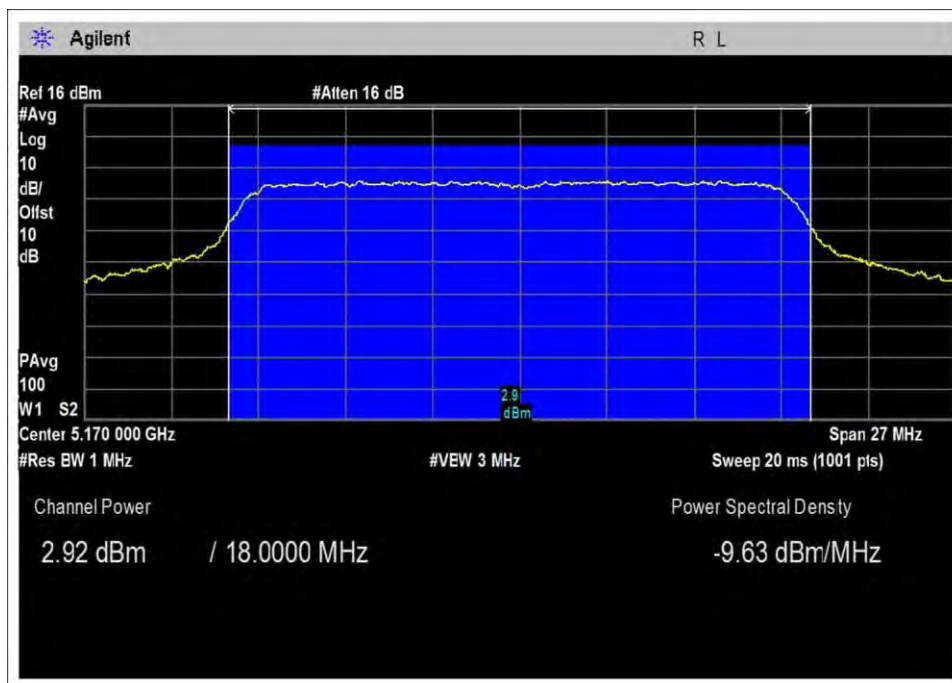 Agilent R L
Ref 16 dBm #Atten 16 dB
#Avg
Log
10
dB/
Offst
10
dB
PAvg
100
W1 S2
2.9
dBm
Center 5.170 000 GHz Span 27 MHz
#Res BW 1 MHz #VBW 3 MHz Sweep 20 ms (1001 pts)
Channel Power Power Spectral Density
2.92 dBm / 18.0000 MHz -9.63 dBm/MHz